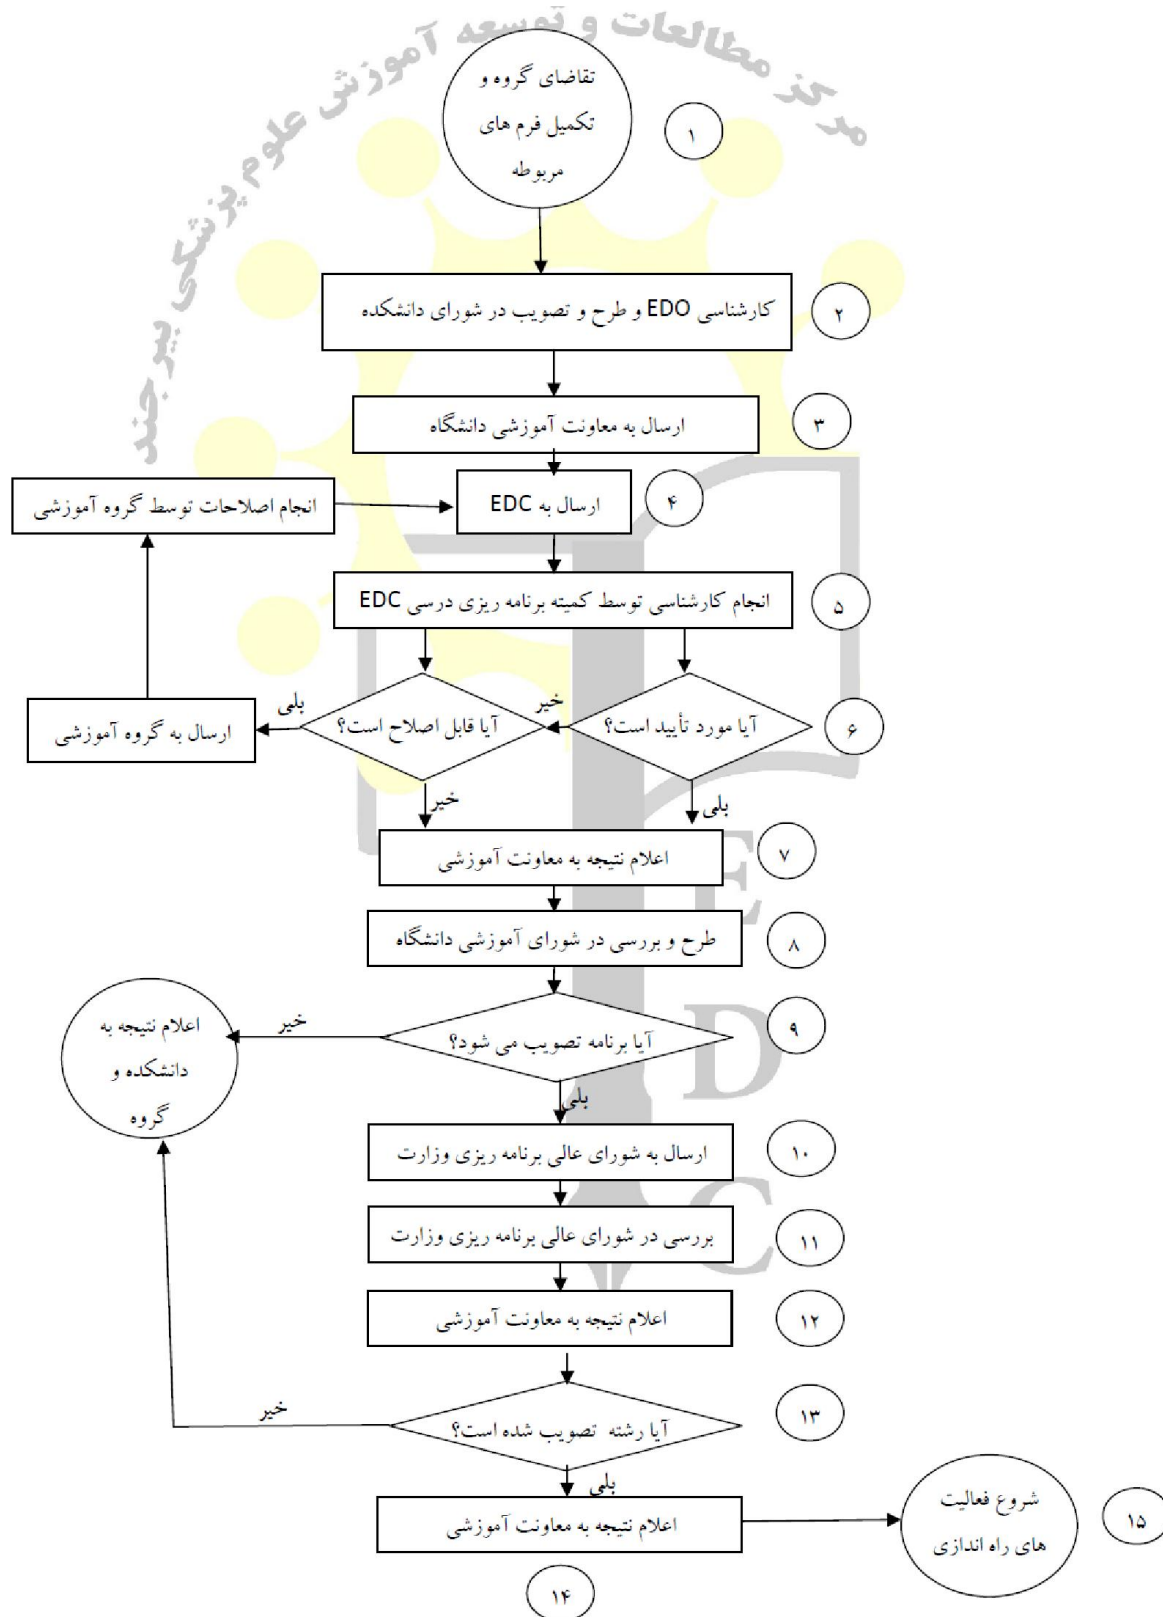 مرکز مطالعات و توسعه آموزش علوم پزشکی بیرجند
تقاضای گروه و
تکمیل فرم های
مربوطه
۱
کارشناسی EDO و طرح و تصویب در شورای دانشکده
۲
ارسال به معاونت آموزشی دانشگاه
۳
ارسال به EDC
۴
انجام اصلاحات توسط گروه آموزشی
انجام کارشناسی توسط کمیته برنامه ریزی درسی EDC
۵
آیا مورد تأیید است؟
۶
خیر
آیا قابل اصلاح است؟
بلی
ارسال به گروه آموزشی
بلی
خیر
اعلام نتیجه به معاونت آموزشی
۷
طرح و بررسی در شورای آموزشی دانشگاه
۸
آیا برنامه تصویب می شود؟
۹
خیر
اعلام نتیجه به
دانشکده و
گروه
بلی
ارسال به شورای عالی برنامه ریزی وزارت
۱۰
بررسی در شورای عالی برنامه ریزی وزارت
۱۱
اعلام نتیجه به معاونت آموزشی
۱۲
آیا رشته تصویب شده است؟
۱۳
خیر
بلی
اعلام نتیجه به معاونت آموزشی
۱۴
شروع فعالیت
های راه اندازی
۱۵
E
D
C